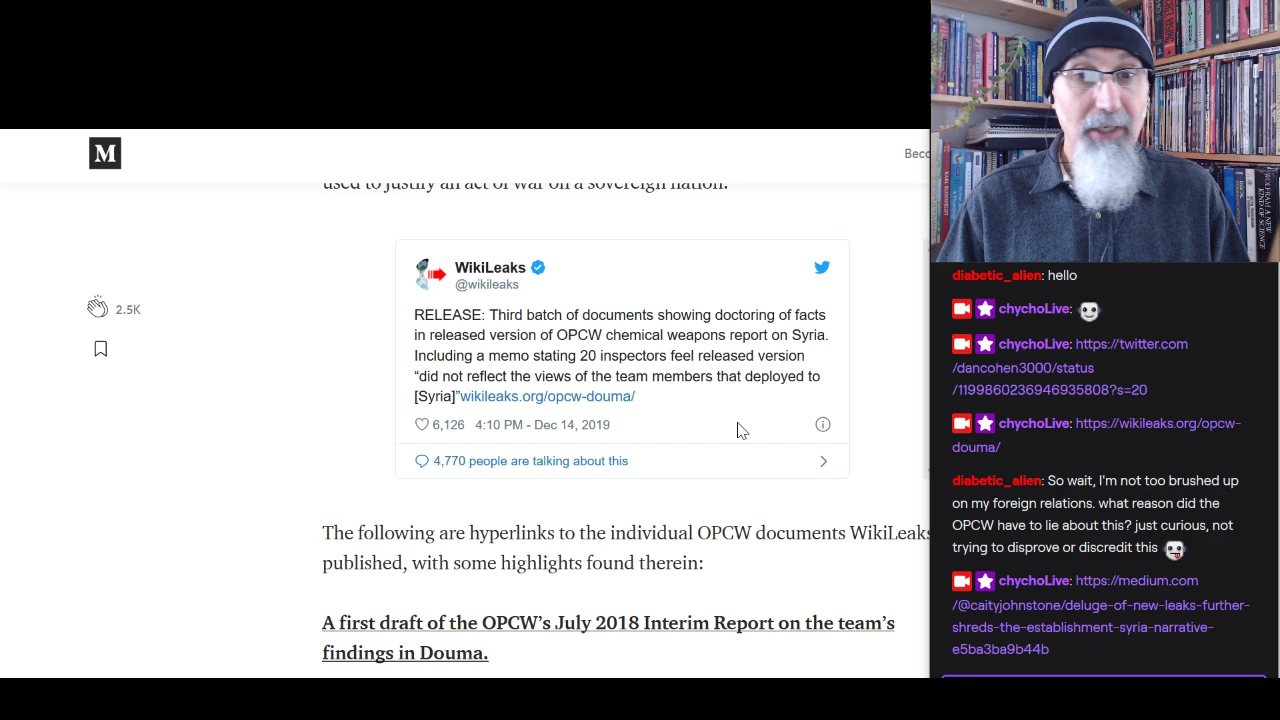 M
Beco
used to justify an act of war on a sovereign nation.
WikiLeaks
@wikileaks
RELEASE: Third batch of documents showing doctoring of facts
in released version of OPCW chemical weapons report on Syria.
Including a memo stating 20 inspectors feel released version
“did not reflect the views of the team members that deployed to
[Syria]”wikileaks.org/opcw-douma/
6,126 4:10 PM - Dec 14, 2019
4,770 people are talking about this
2.5K
The following are hyperlinks to the individual OPCW documents WikiLeaks
published, with some highlights found therein:
A first draft of the OPCW’s July 2018 Interim Report on the team’s
findings in Douma.
WOLFRAM A NEW
KIND OF SCIENCE
diabetic_alien: hello
chychoLive:
chychoLive: https://twitter.com
/dancohen3000/status
/1199860236946935808?s=20
chychoLive: https://wikileaks.org/opcw-
douma/
diabetic_alien: So wait, I'm not too brushed up
on my foreign relations. what reason did the
OPCW have to lie about this? just curious, not
trying to disprove or discredit this
chychoLive: https://medium.com
/@caityjohnstone/deluge-of-new-leaks-further-
shreds-the-establishment-syria-narrative-
e5ba3ba9b44b